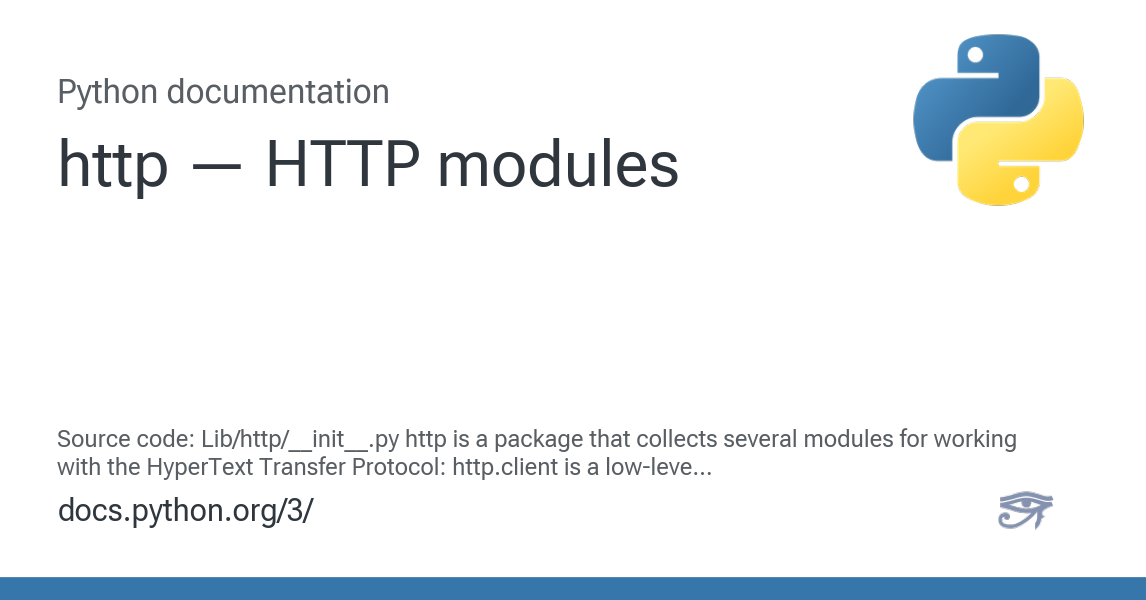 Python documentation
http — HTTP modules
Source code: Lib/http/__init__.py http is a package that collects several modules for working
with the HyperText Transfer Protocol: http.client is a low-leve...
docs.python.org/3/